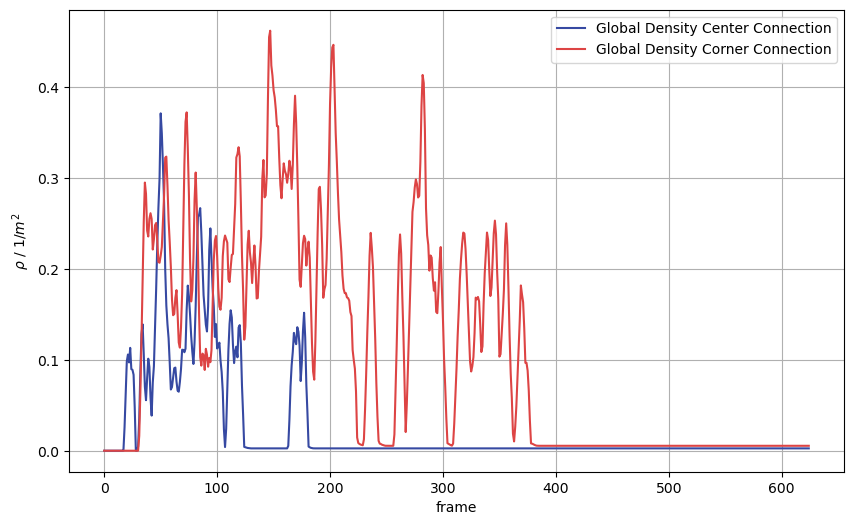 Global Density Center Connection
Global Density Corner Connection
0.4
0.3
0.2
0.1
0.0
ρ / 1/m²
0 100 200 300 400 500 600
frame